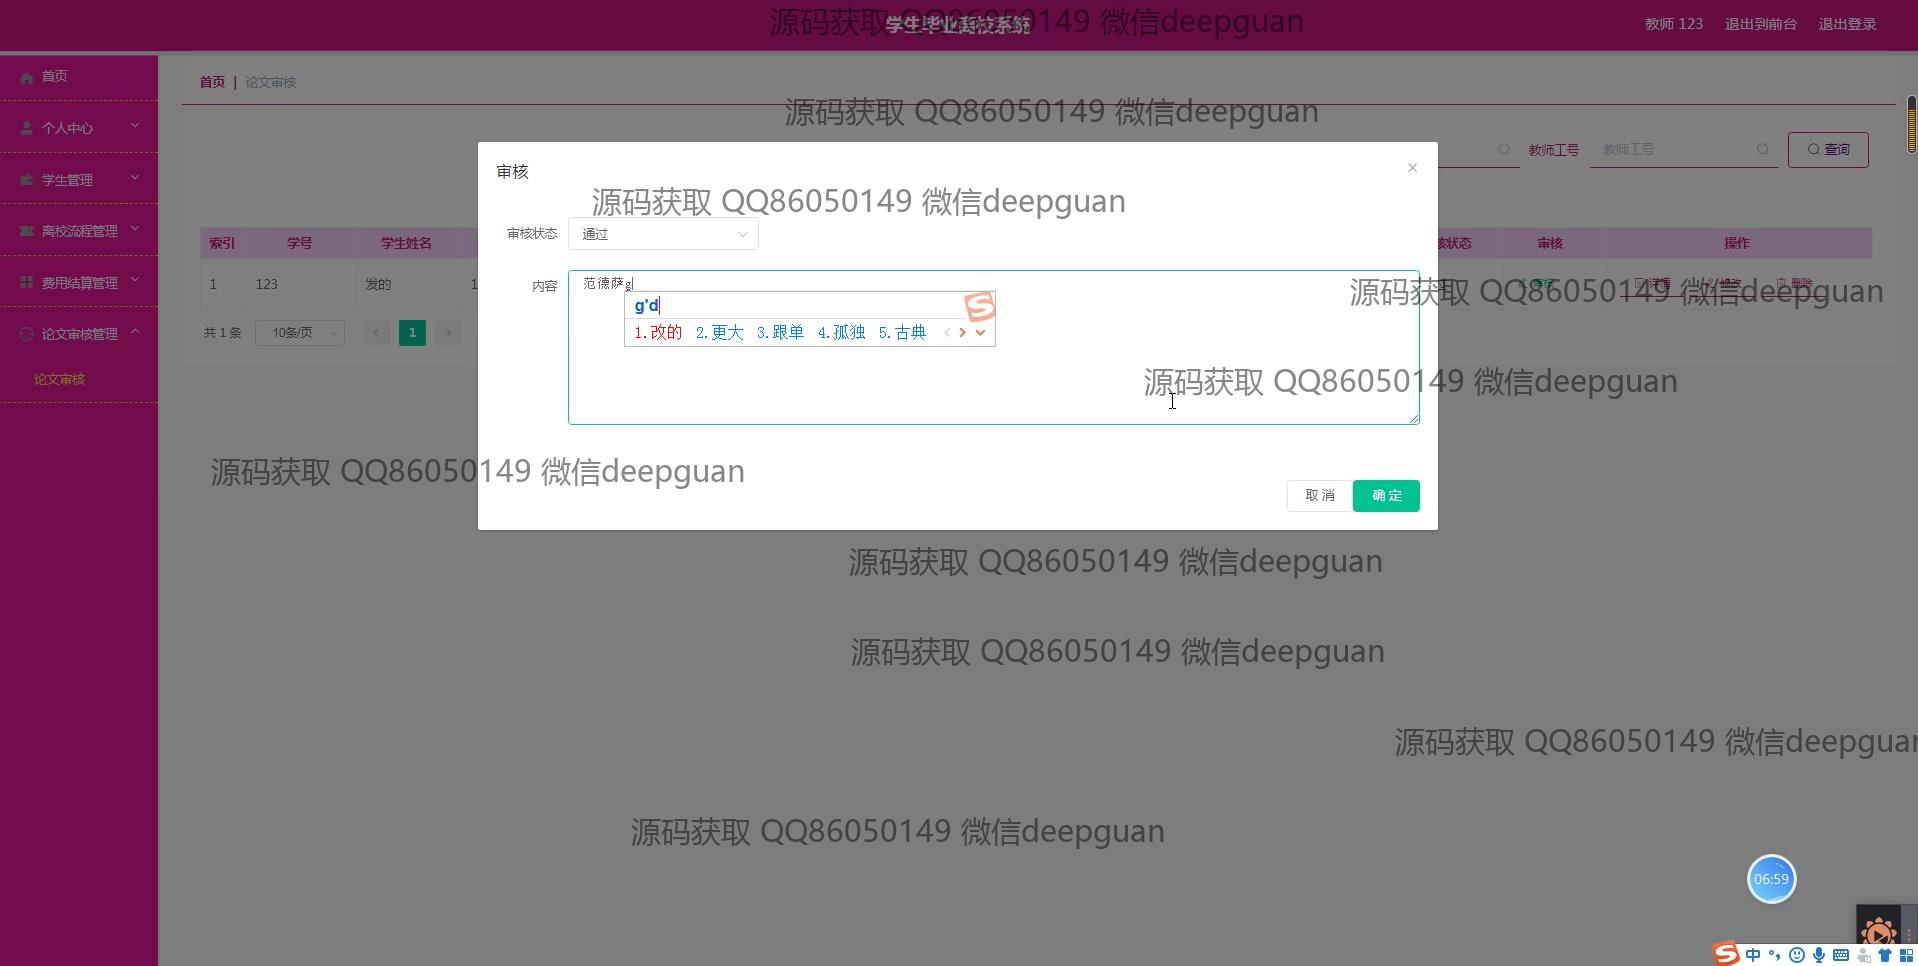 源码获取 QQ86050149 微信deepguan
学生毕业离校系统
教师 123 退出到前台 退出登录
首页
个人中心
学生管理
离校流程管理
费用结算管理
论文审核管理
论文审核
首页 | 论文审核
源码获取 QQ86050149 微信deepguan
教师工号 教师工号 查询
审核
源码获取 QQ86050149 微信deepguan
审核状态 通过
索引 学号 学生姓名 核状态 审核 操作
1 123 发的 1 审核 详情 修改 删除
内容 范德萨g
源码获取 QQ86050149 微信deepguan
g'd
1.改的 2.更大 3.跟单 4.孤独 5.古典
共 1 条 10条/页 1
源码获取 QQ86050149 微信deepguan
源码获取 QQ86050149 微信deepguan
取消 确定
源码获取 QQ86050149 微信deepguan
源码获取 QQ86050149 微信deepguan
源码获取 QQ86050149 微信deepguan
源码获取 QQ86050149 微信deepguan
06:59
中